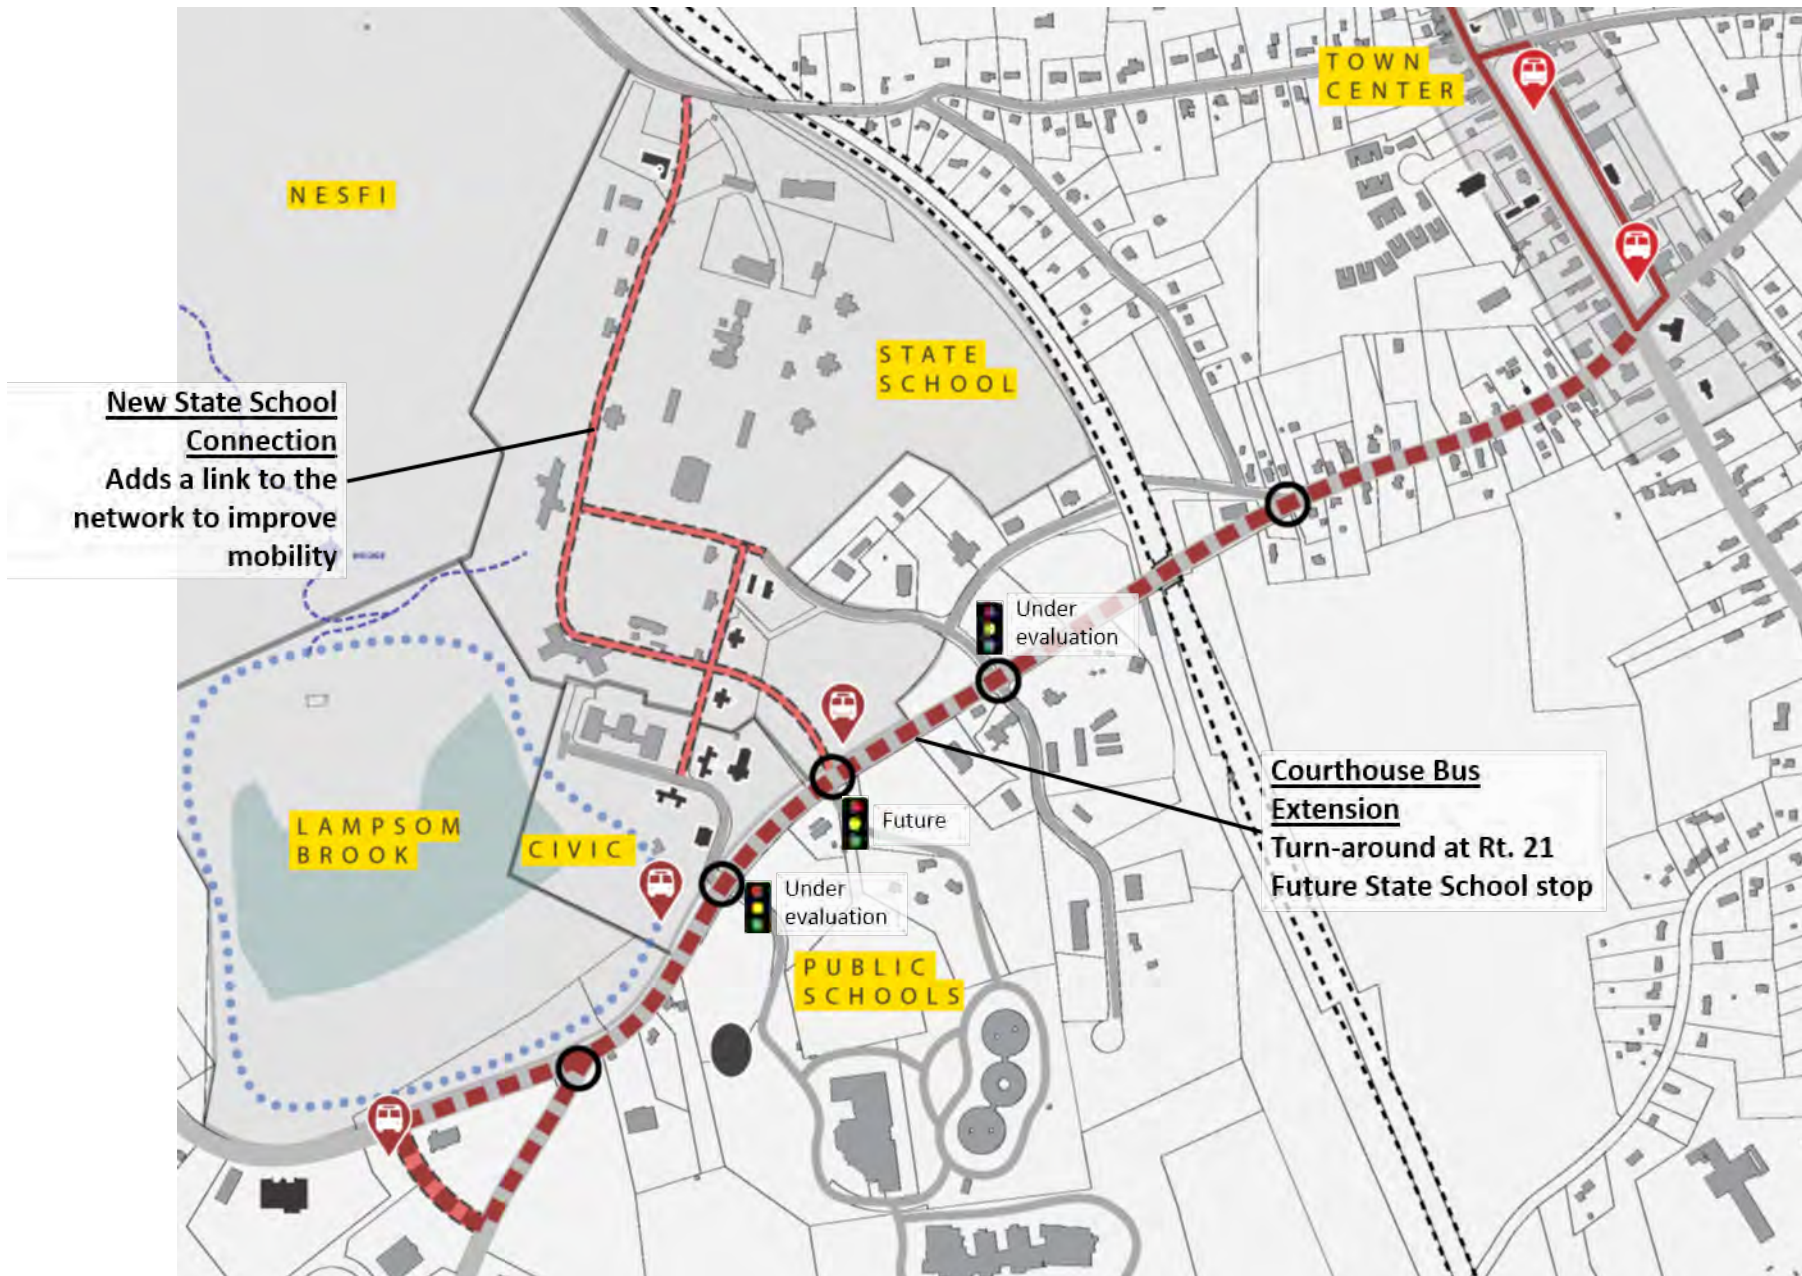 TOWN
CENTER
NESFI
STATE
SCHOOL
New State School
Connection
Adds a link to the
network to improve
mobility
BRIDGE
Under
evaluation
Courthouse Bus
Extension
Turn-around at Rt. 21
Future State School stop
Future
LAMPSOM
BROOK
CIVIC
Under
evaluation
PUBLIC
SCHOOLS